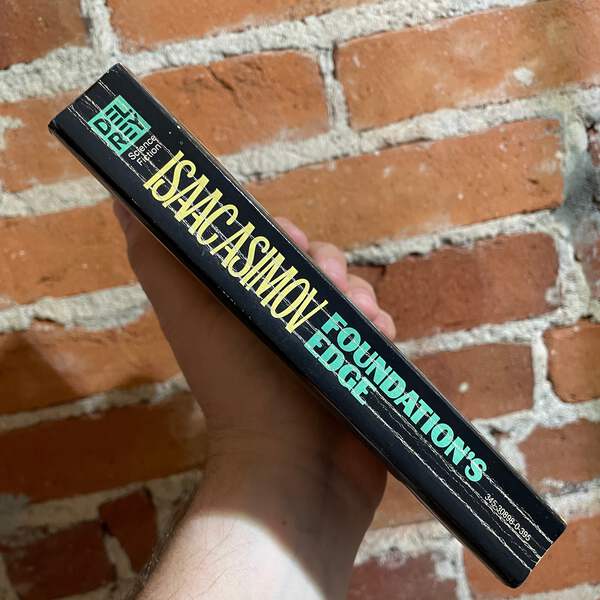 DEL
REY
Science
Fiction
ISAAC ASIMOV
FOUNDATION'S
EDGE
345-30898-0-395